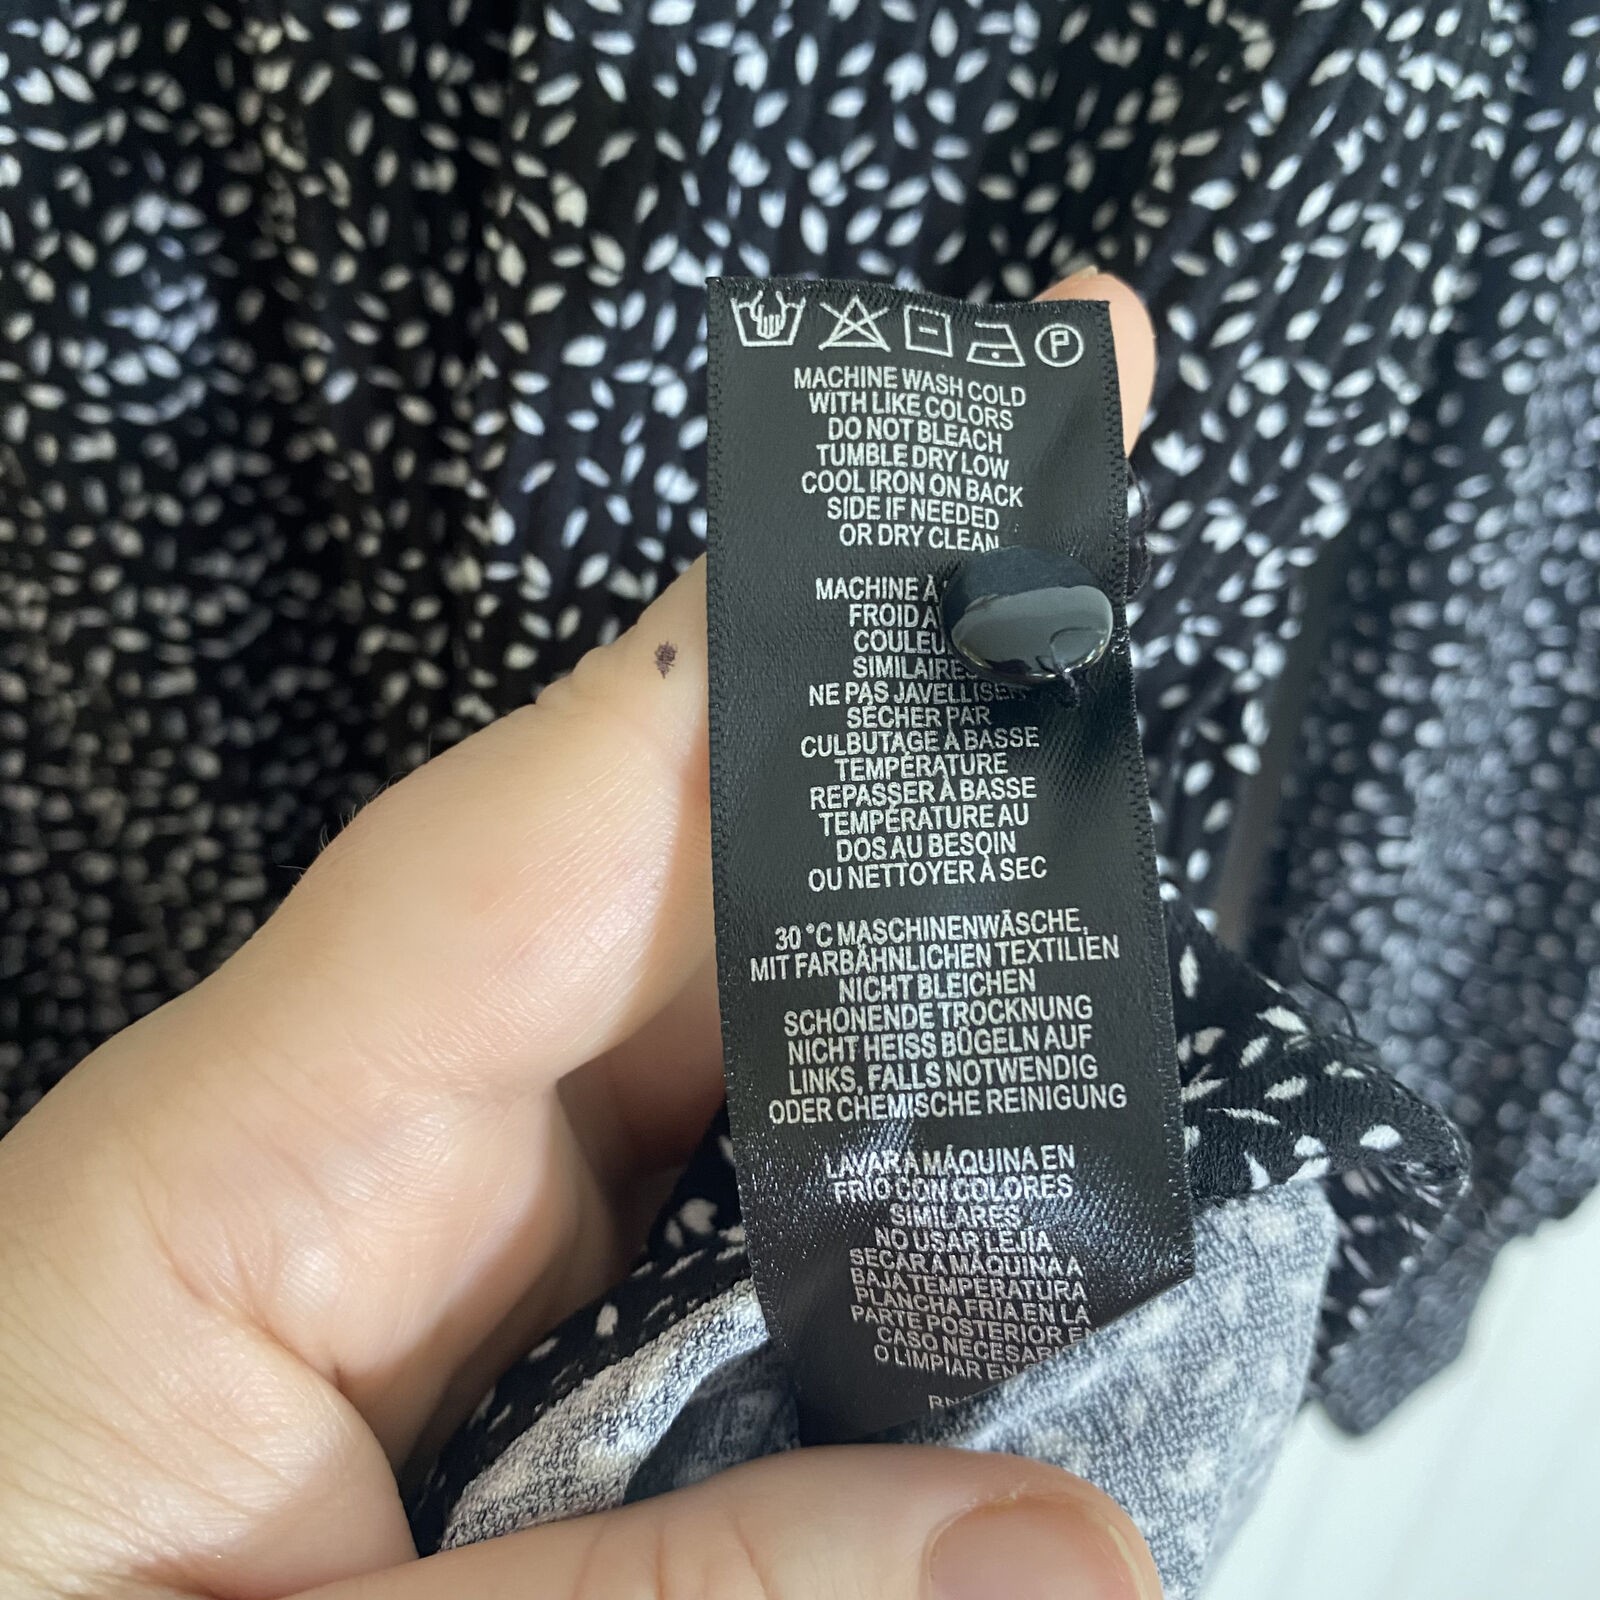 P
MACHINE WASH COLD
WITH LIKE COLORS
DO NOT BLEACH
TUMBLE DRY LOW
COOL IRON ON BACK
SIDE IF NEEDED
OR DRY CLEAN
MACHINE À
FROID
COULEU
SIMILAIRES
NE PAS JAVELLISER
SÉCHER PAR
CULBUTAGE À BASSE
TEMPÉRATURE
REPASSER À BASSE
TEMPÉRATURE AU
DOS AU BESOIN
OU NETTOYER À SEC
30 °C MASCHINENWÄSCHE,
MIT FARBÄHNLICHEN TEXTILIEN
NICHT BLEICHEN
SCHONENDE TROCKNUNG
NICHT HEISS BÜGELN AUF
LINKS, FALLS NOTWENDIG
ODER CHEMISCHE REINIGUNG
LAVAR A MÁQUINA EN
FRÍO CON COLORES
SIMILARES
NO USAR LEJÍA
SECAR A MÁQUINA A
BAJA TEMPERATURA
PLANCHA FRÍA EN LA
PARTE POSTERIOR EN
CASO NECESARIO
O LIMPIAR EN